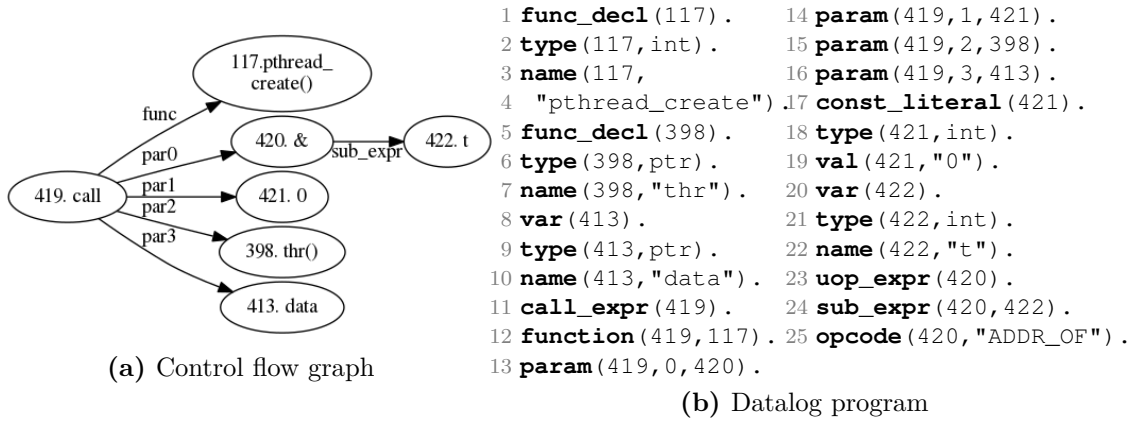 117.pthread_
create()
func
par0
420. &
sub_expr
422. t
419. call
par1
421. 0
par2
398. thr()
par3
413. data
(a) Control flow graph
1 func_decl(117).
2 type(117,int).
3 name(117,
4 "pthread_create").
5 func_decl(398).
6 type(398,ptr).
7 name(398,"thr").
8 var(413).
9 type(413,ptr).
10 name(413,"data").
11 call_expr(419).
12 function(419,117).
13 param(419,0,420).
14 param(419,1,421).
15 param(419,2,398).
16 param(419,3,413).
17 const_literal(421).
18 type(421,int).
19 val(421,"0").
20 var(422).
21 type(422,int).
22 name(422,"t").
23 uop_expr(420).
24 sub_expr(420,422).
25 opcode(420,"ADDR_OF").
(b) Datalog program